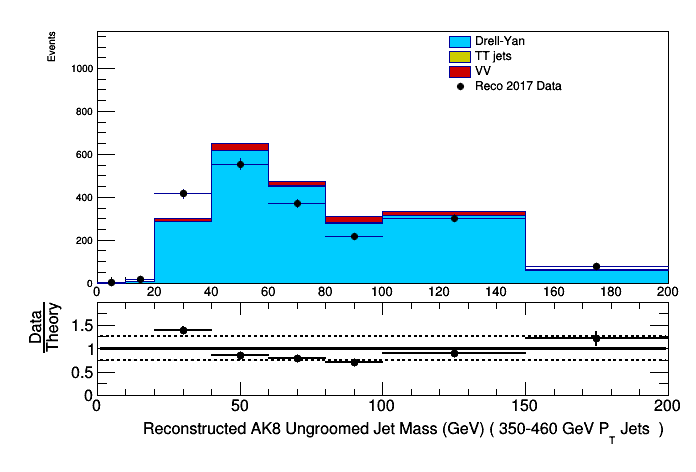 Events
Drell-Yan
TT jets
VV
Reco 2017 Data
1000
800
600
400
200
0
0 20 40 60 80 100 120 140 160 180 200
Data
Theory
1.5
1
0.5
0
0 50 100 150 200
Reconstructed AK8 Ungroomed Jet Mass (GeV) ( 350-460 GeV P_T Jets )